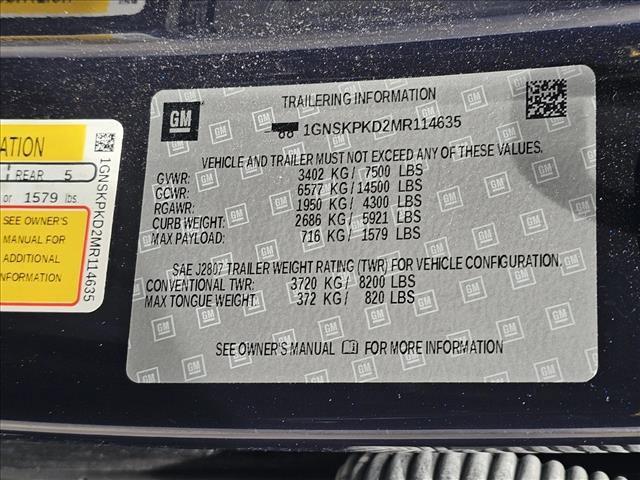 ATION
REAR 5
or 1579 lbs.
SEE OWNER'S
MANUAL FOR
ADDITIONAL
INFORMATION
1GNSKPKD2MR114635
GM
TRAILERING INFORMATION
1GNSKPKD2MR114635
VEHICLE AND TRAILER MUST NOT EXCEED ANY OF THESE VALUES.
GVWR: 3402 KG/ 7500 LBS
GCWR: 6577 KG/14500 LBS
RGAWR: 1950 KG/ 4300 LBS
CURB WEIGHT: 2686 KG/ 5921 LBS
MAX PAYLOAD: 716 KG/ 1579 LBS
SAE J2807 TRAILER WEIGHT RATING (TWR) FOR VEHICLE CONFIGURATION.
CONVENTIONAL TWR: 3720 KG/ 8200 LBS
MAX TONGUE WEIGHT: 372 KG/ 820 LBS
SEE OWNER'S MANUAL FOR MORE INFORMATION